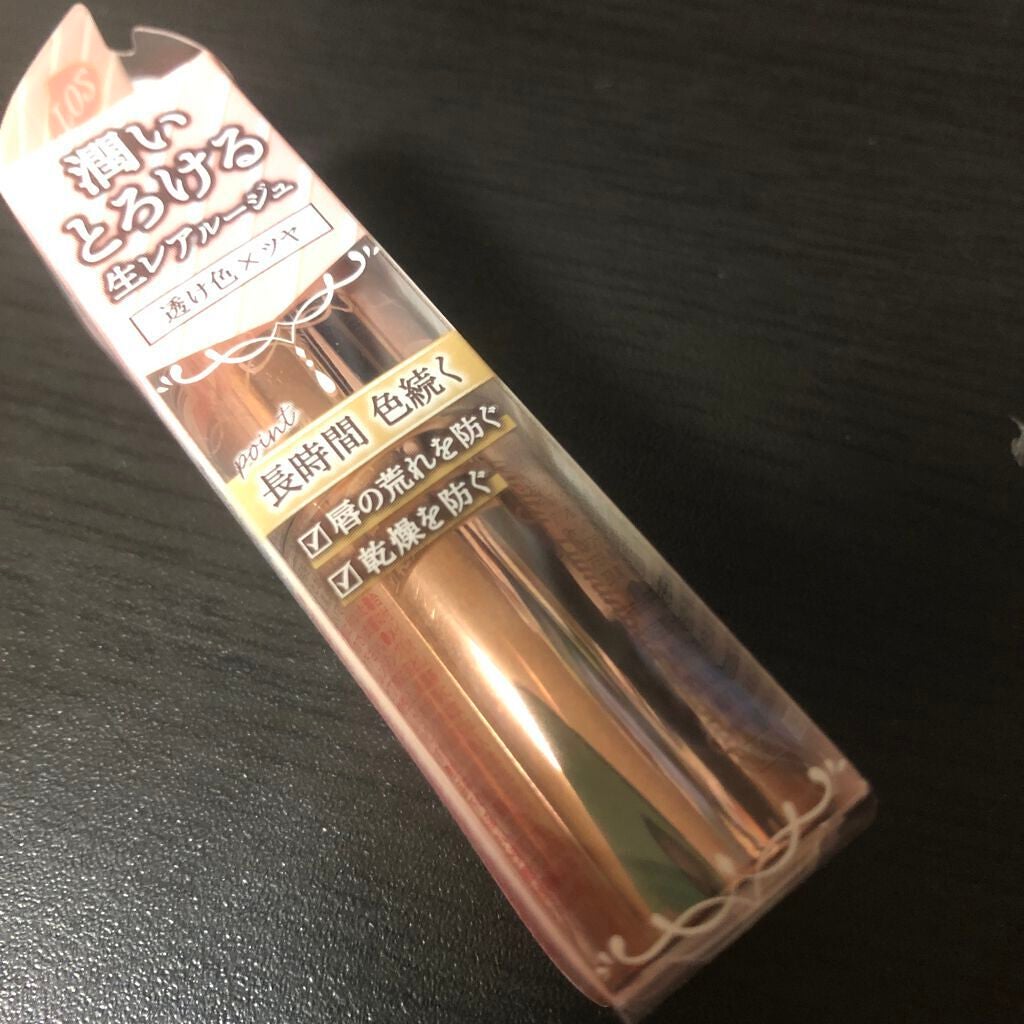 潤い
とろける
生レアルージュ
透け色×ツヤ
point
長時間 色続く
唇の荒れを防ぐ
乾燥を防ぐ